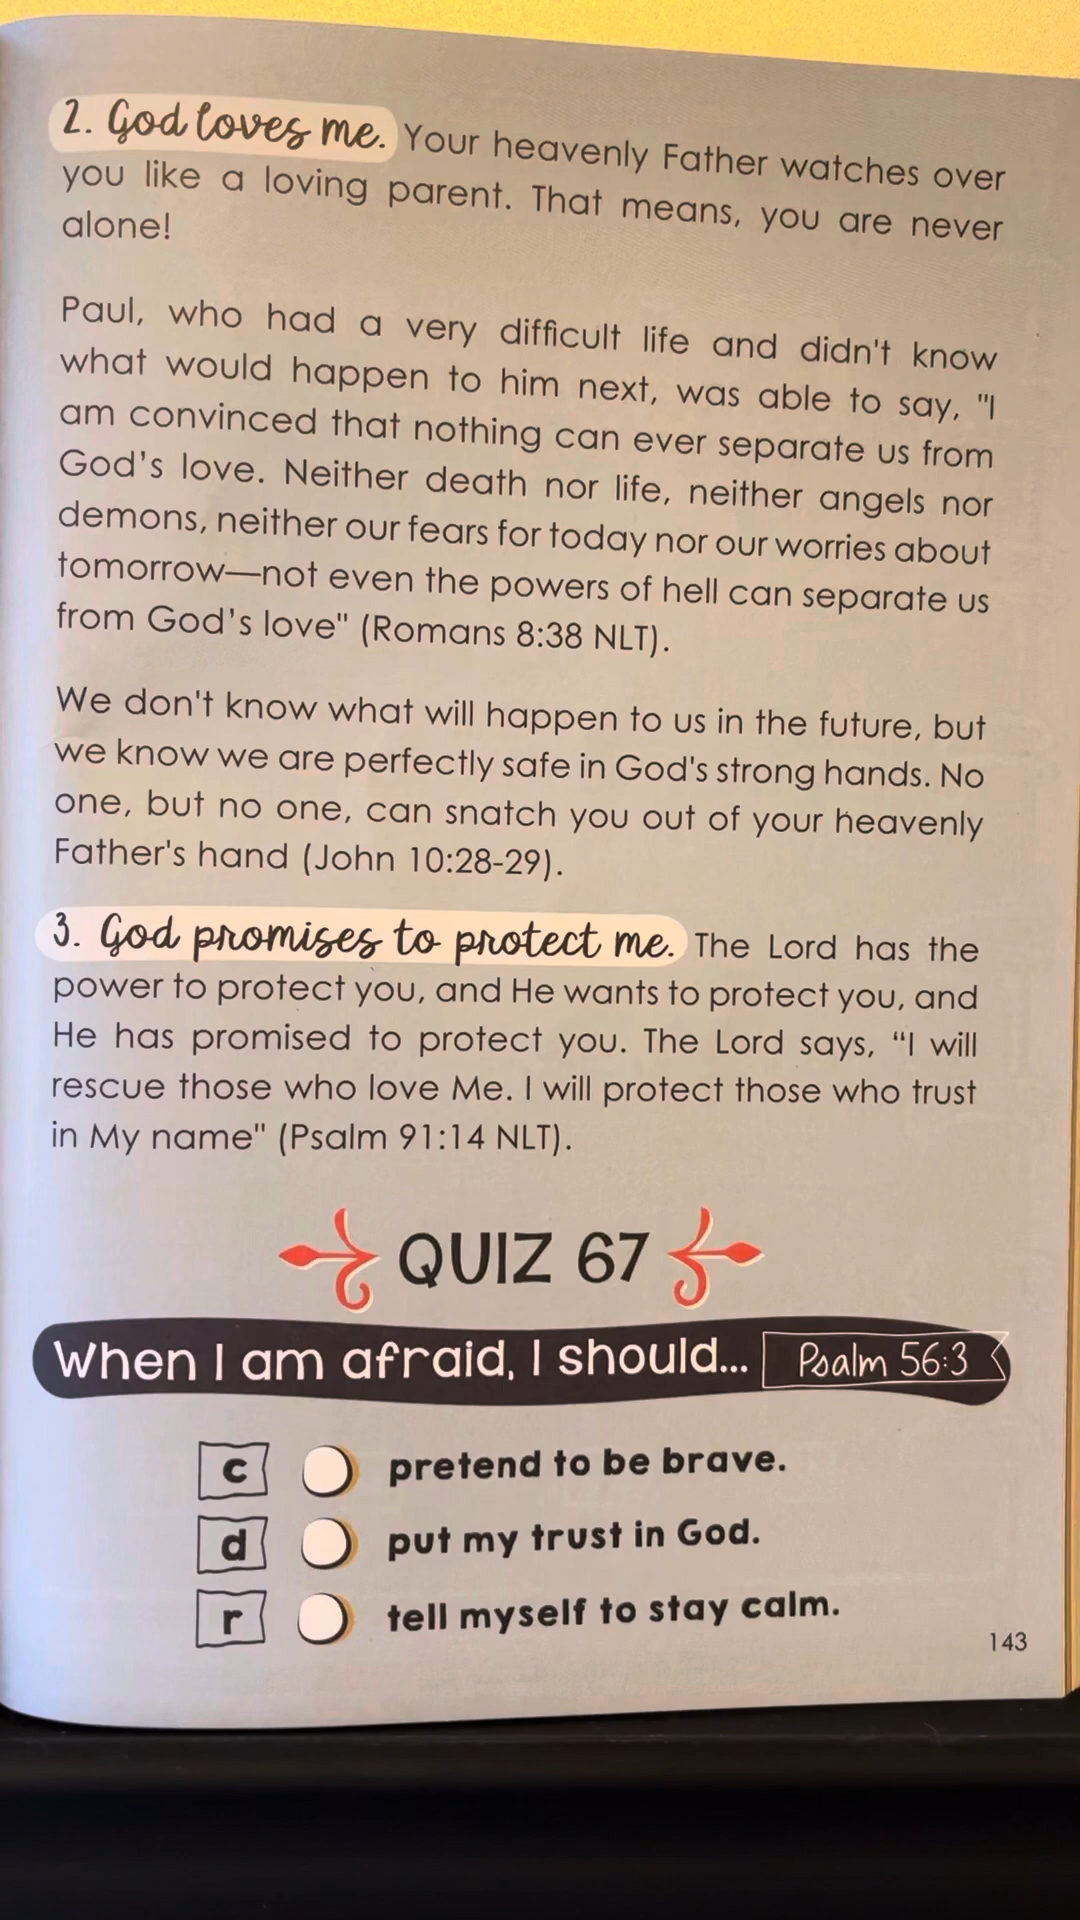 2. God loves me. Your heavenly Father watches over
you like a loving parent. That means, you are never
alone!
Paul, who had a very difficult life and didn't know
what would happen to him next, was able to say, "I
am convinced that nothing can ever separate us from
God's love. Neither death nor life, neither angels nor
demons, neither our fears for today nor our worries about
tomorrow—not even the powers of hell can separate us
from God's love" (Romans 8:38 NLT).
We don't know what will happen to us in the future, but
we know we are perfectly safe in God's strong hands. No
one, but no one, can snatch you out of your heavenly
Father's hand (John 10:28-29).
3. God promises to protect me. The Lord has the
power to protect you, and He wants to protect you, and
He has promised to protect you. The Lord says, “I will
rescue those who love Me. I will protect those who trust
in My name" (Psalm 91:14 NLT).
QUIZ 67
When I am afraid, I should... Psalm 56:3
c pretend to be brave.
d put my trust in God.
r tell myself to stay calm.
143